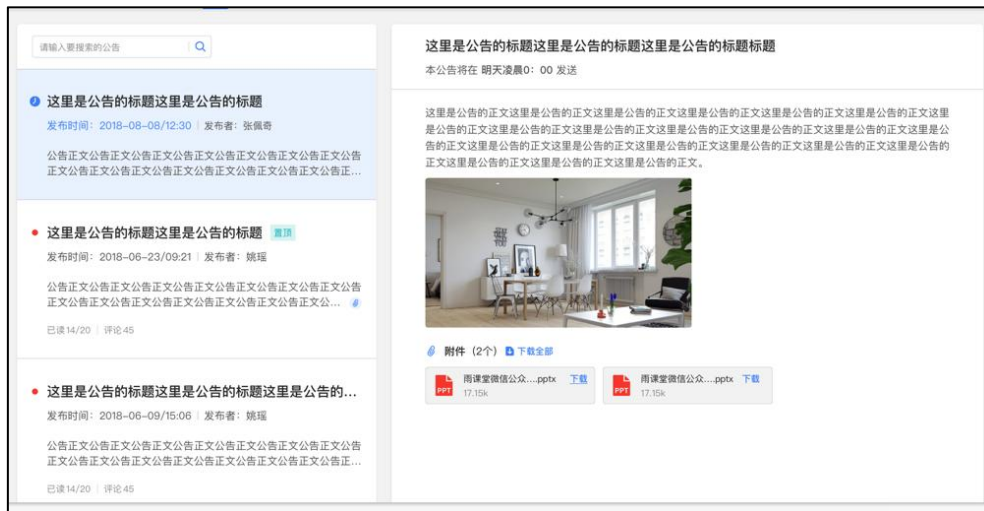 请输入要搜索的公告
这里是公告的标题这里是公告的标题
发布时间：2018-08-08/12:30 | 发布者：张佩奇
公告正文公告正文公告正文公告正文公告正文公告正文公告正文公告
正文公告正文公告正文公告正文公告正文公告正文公告正文公告正...
这里是公告的标题这里是公告的标题 置顶
发布时间：2018-06-23/09:21 | 发布者：姚瑶
公告正文公告正文公告正文公告正文公告正文公告正文公告正文公告
正文公告正文公告正文公告正文公告正文公告正文公告正文公...
已读14/20 | 评论45
这里是公告的标题这里是公告的标题这里是公告的...
发布时间：2018-06-09/15:06 | 发布者：姚瑶
公告正文公告正文公告正文公告正文公告正文公告正文公告正文公告
正文公告正文公告正文公告正文公告正文公告正文公告正文公告正...
已读14/20 | 评论45
这里是公告的标题这里是公告的标题这里是公告的标题标题
本公告将在 明天凌晨0：00 发送
这里是公告的正文这里是公告的正文这里是公告的正文这里是公告的正文这里是公告的正文这里是公告的正文这里
是公告的正文这里是公告的正文这里是公告的正文这里是公告的正文这里是公告的正文这里是公告的正文这里是公
告的正文这里是公告的正文这里是公告的正文这里是公告的正文这里是公告的正文这里是公告的正文这里是公告的
正文这里是公告的正文这里是公告的正文这里是公告的正文。
附件（2个） 下载全部
PPT 雨课堂微信公众....pptx 下载
17.15k
PPT 雨课堂微信公众....pptx 下载
17.15k